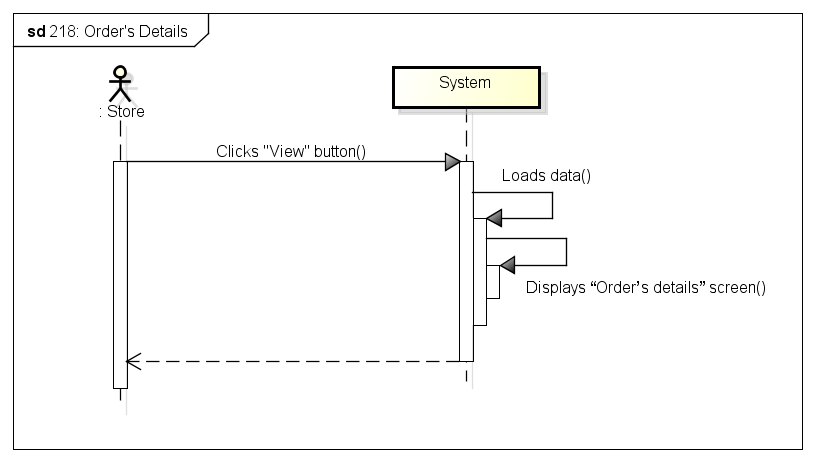 sd 218: Order's Details
: Store
System
Clicks "View" button()
Loads data()
Displays “Order’s details” screen()